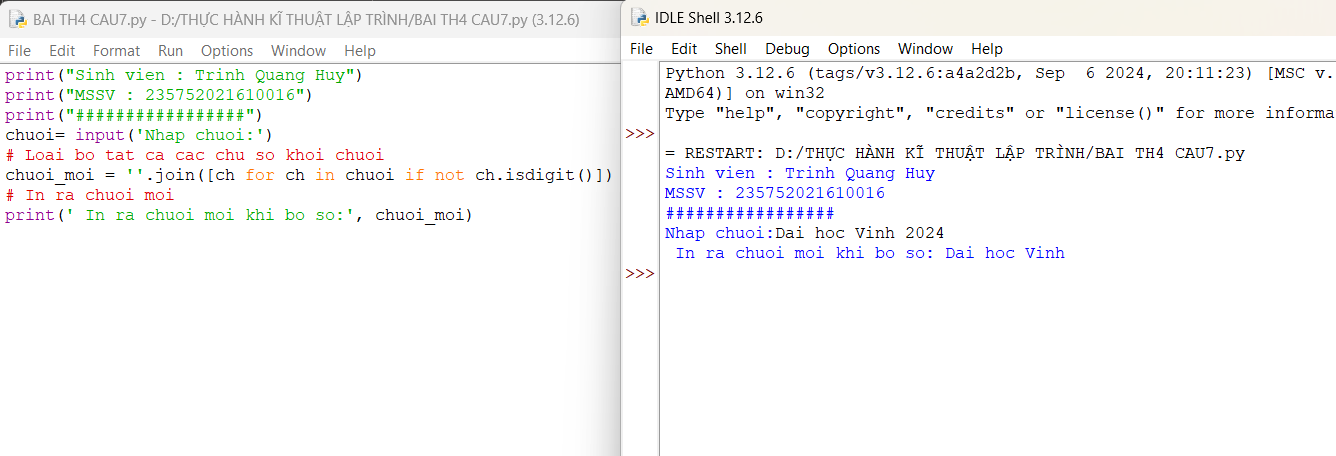 BAI TH4 CAU7.py - D:/THỰC HÀNH KĨ THUẬT LẬP TRÌNH/BAI TH4 CAU7.py (3.12.6)
File Edit Format Run Options Window Help
print("Sinh vien : Trinh Quang Huy")
print("MSSV : 235752021610016")
print("#################")
chuoi= input('Nhap chuoi:')
# Loai bo tat ca cac chu so khoi chuoi
chuoi_moi = ''.join([ch for ch in chuoi if not ch.isdigit()])
# In ra chuoi moi
print(' In ra chuoi moi khi bo so:', chuoi_moi)
IDLE Shell 3.12.6
File Edit Shell Debug Options Window Help
Python 3.12.6 (tags/v3.12.6:a4a2d2b, Sep  6 2024, 20:11:23) [MSC v.
AMD64)] on win32
Type "help", "copyright", "credits" or "license()" for more informa
>>>
= RESTART: D:/THỰC HÀNH KĨ THUẬT LẬP TRÌNH/BAI TH4 CAU7.py
Sinh vien : Trinh Quang Huy
MSSV : 235752021610016
#################
Nhap chuoi:Dai hoc Vinh 2024
 In ra chuoi moi khi bo so: Dai hoc Vinh
>>>